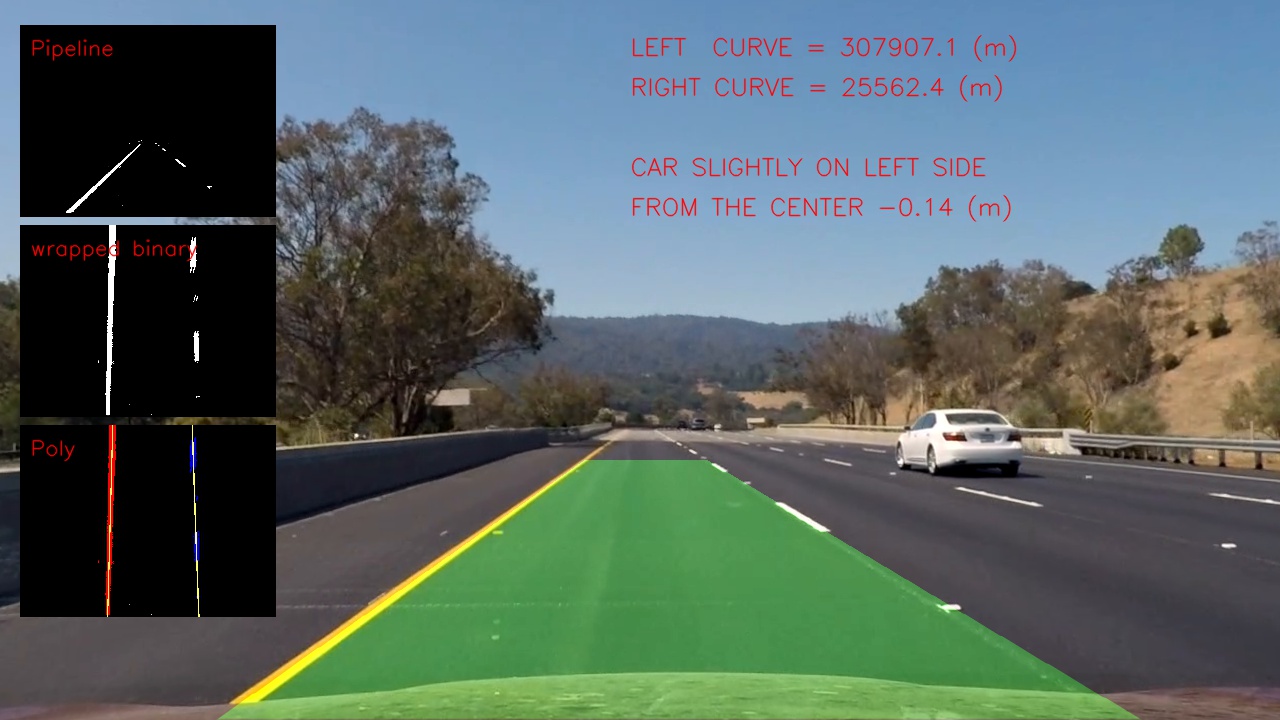 Pipeline
wrapped binary
Poly
LEFT CURVE = 307907.1 (m)
RIGHT CURVE = 25562.4 (m)
CAR SLIGHTLY ON LEFT SIDE
FROM THE CENTER -0.14 (m)